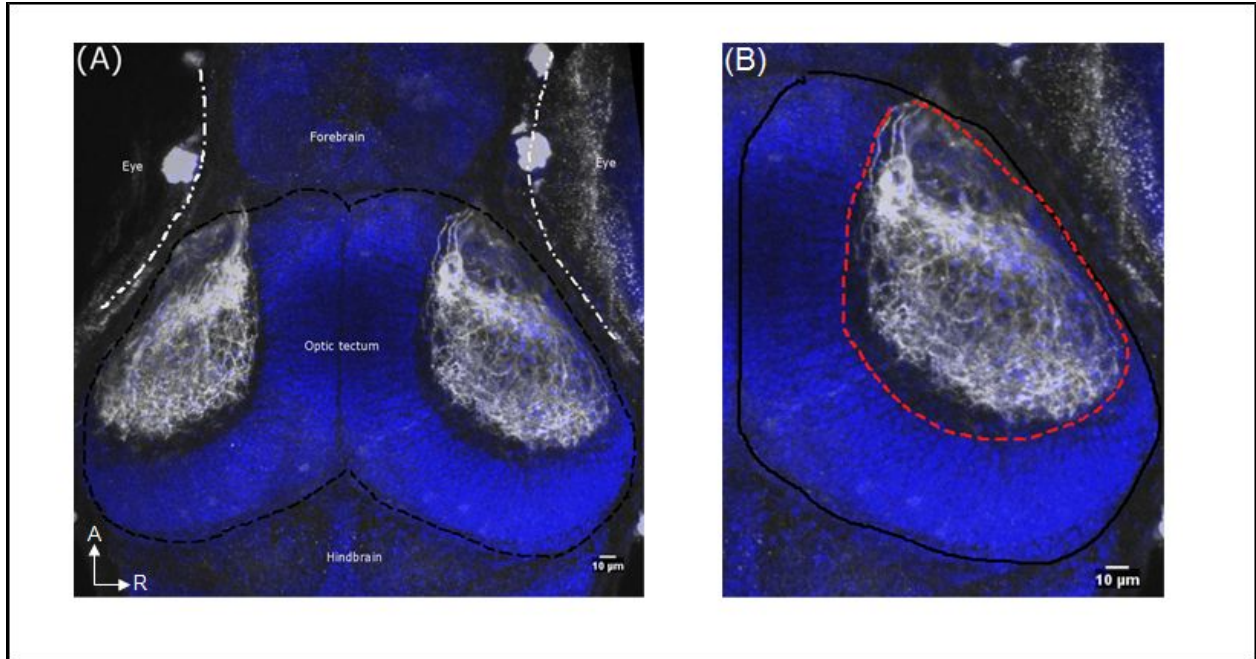 (A)
Forebrain
Eye
Eye
Optic tectum
Hindbrain
A
R
10 µm
(B)
10 µm